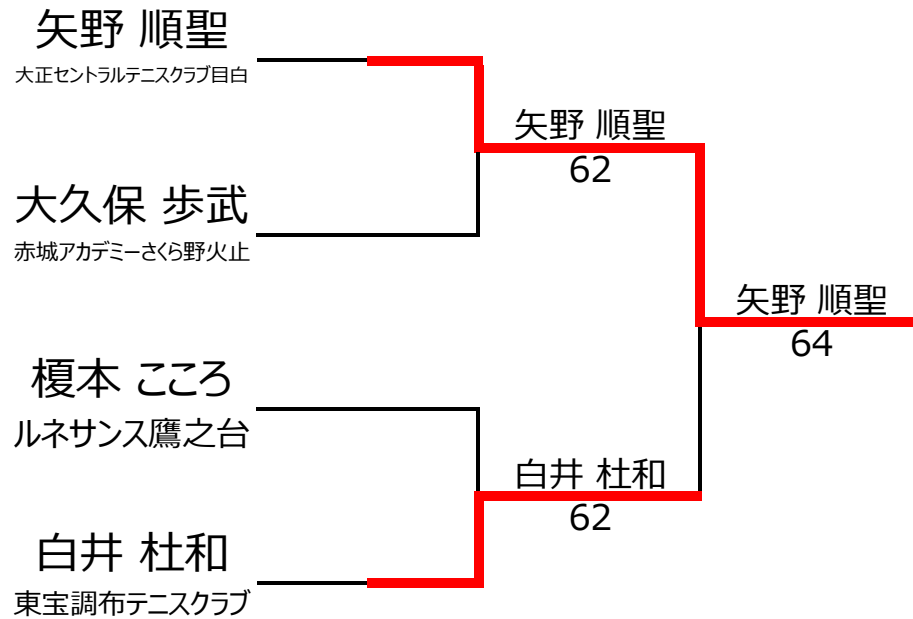 矢野 順聖
大正セントラルテニスクラブ目白
大久保 歩武
赤城アカデミーさくら野火止
榎本 こころ
ルネサンス鷹之台
白井 杜和
東宝調布テニスクラブ
矢野 順聖
62
白井 杜和
62
矢野 順聖
64